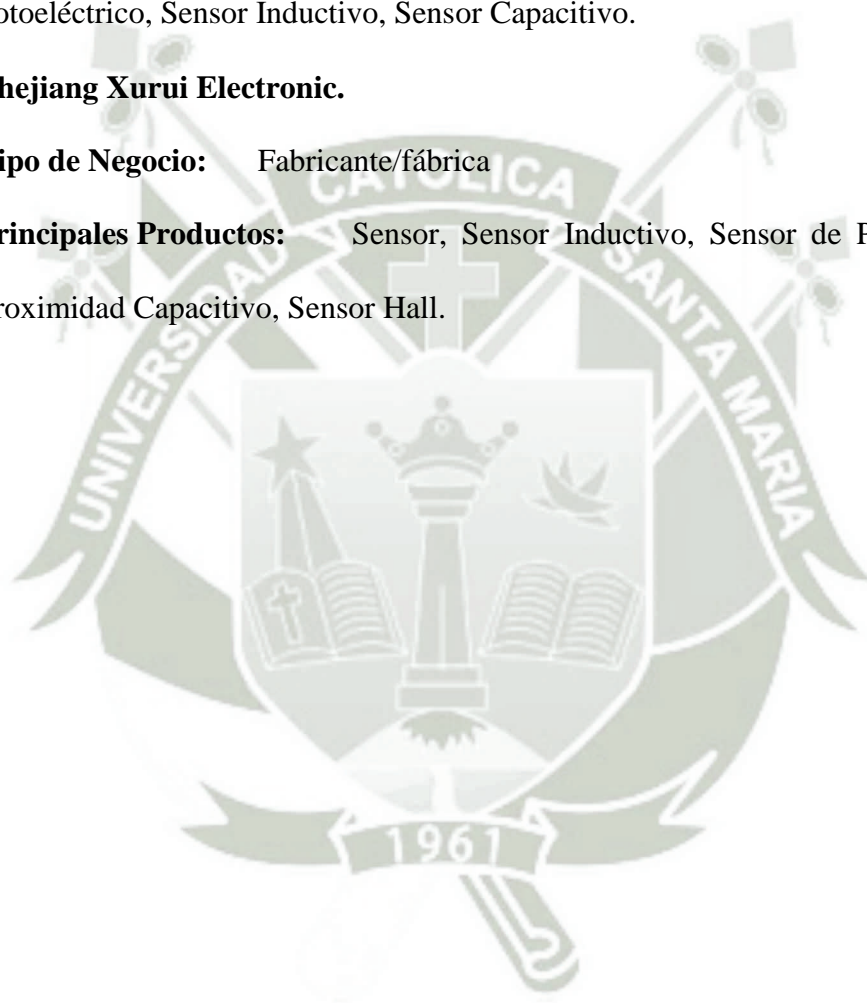 otoeléctrico, Sensor Inductivo, Sensor Capacitivo.
hejiang Xurui Electronic.
ipo de Negocio: Fabricante/fábrica
rincipales Productos: Sensor, Sensor Inductivo, Sensor de P
roximidad Capacitivo, Sensor Hall.
UNIVERSIDAD CATOLICA SANTA MARIA
1961